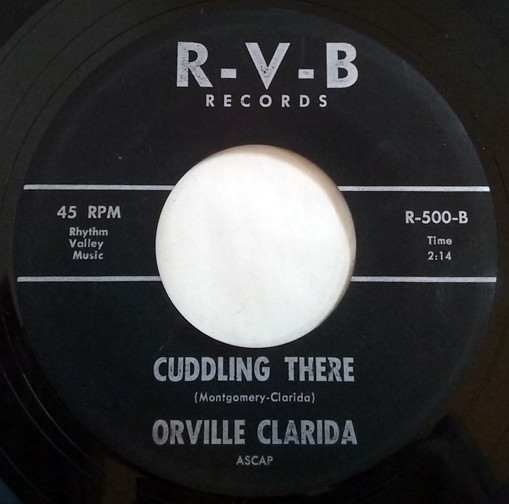 R-V-B
RECORDS
45 RPM
Rhythm
Valley
Music
R-500-B
Time
2:14
CUDDLING THERE
(Montgomery-Clarida)
ORVILLE CLARIDA
ASCAP